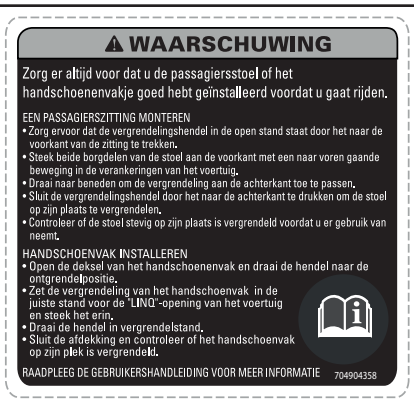 WAARSCHUWING
Zorg er altijd voor dat u de passagiersstoel of het
handschoenenvakje goed hebt geïnstalleerd voordat u gaat rijden.
EEN PASSAGIERSZITTING MONTEREN
• Zorg ervoor dat de vergrendelingshendel in de open stand staat door het naar de
voorkant van de zitting te trekken.
• Steek beide borgdelen van de stoel aan de voorkant met een naar voren gaande
beweging in de verankeringen van het voertuig.
• Draai naar beneden om de vergrendeling aan de achterkant toe te passen.
• Sluit de vergrendelingshendel door het naar de achterkant te drukken om de stoel
op zijn plaats te vergrendelen.
• Controleer of de stoel stevig op zijn plaats is vergrendeld voordat u er gebruik van
neemt.
HANDSCHOENVAK INSTALLEREN
• Open de deksel van het handschoenenvak en draai de hendel naar de
ontgrendelpositie.
• Zet de vergrendeling van het handschoenvak in de
juiste stand voor de "LINQ"-opening van het voertuig
en steek het erin.
• Draai de hendel in vergrendelstand.
• Sluit de afdekking en controleer of het handschoenvak
op zijn plek is vergrendeld.
RAADPLEEG DE GEBRUIKERSHANDLEIDING VOOR MEER INFORMATIE 704904358